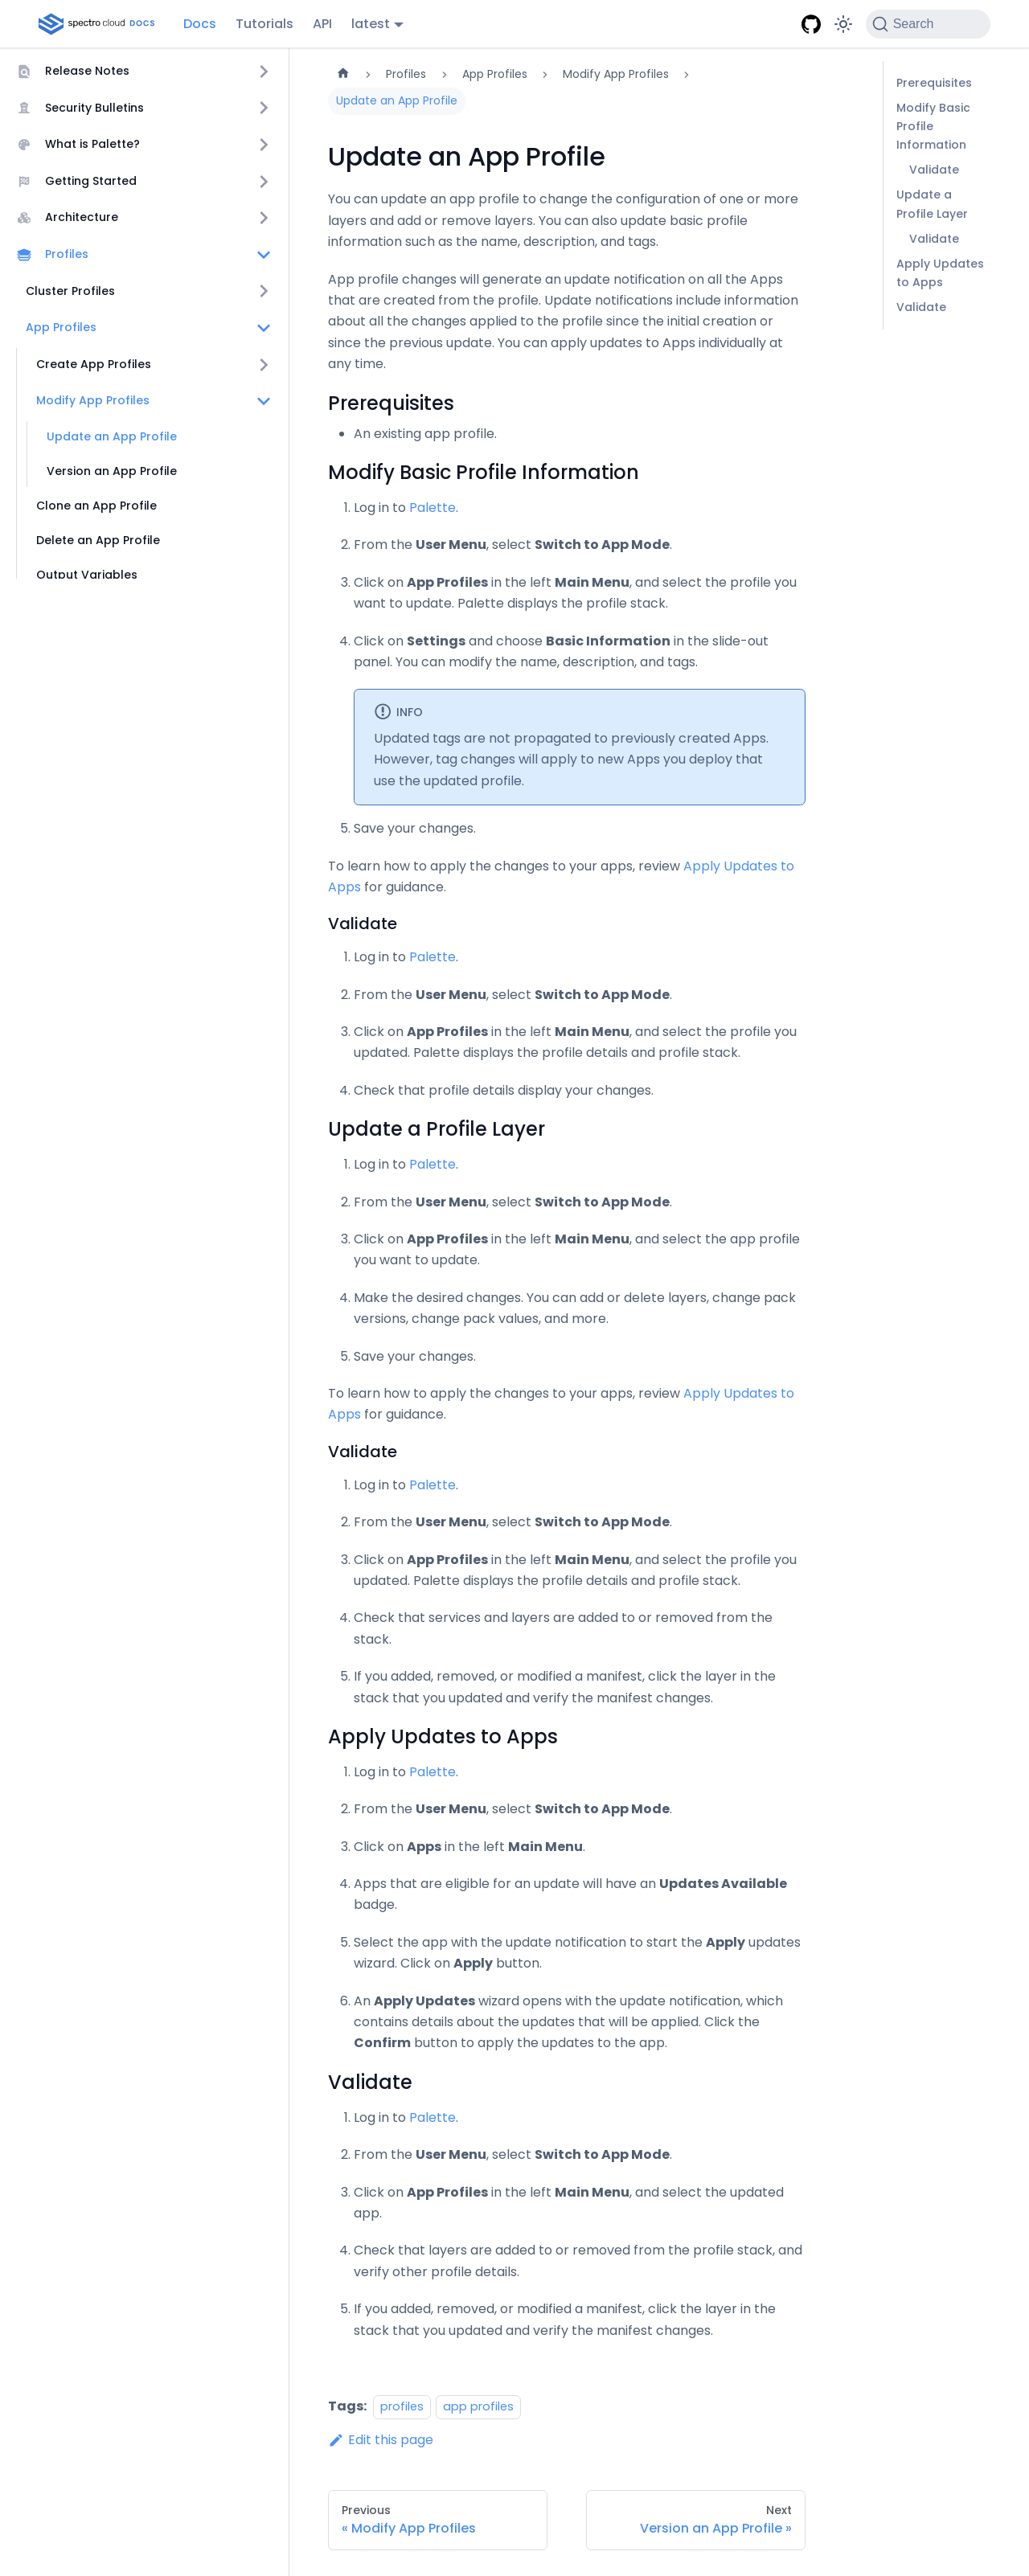 spectro cloud DOCS
Docs
Tutorials
API
latest
Search
Release Notes
Security Bulletins
What is Palette?
Getting Started
Architecture
Profiles
Cluster Profiles
App Profiles
Create App Profiles
Modify App Profiles
Update an App Profile
Version an App Profile
Clone an App Profile
Delete an App Profile
Output Variables
Profiles
App Profiles
Modify App Profiles
Update an App Profile
Update an App Profile
You can update an app profile to change the configuration of one or more
layers and add or remove layers. You can also update basic profile
information such as the name, description, and tags.
App profile changes will generate an update notification on all the Apps
that are created from the profile. Update notifications include information
about all the changes applied to the profile since the initial creation or
since the previous update. You can apply updates to Apps individually at
any time.
Prerequisites
• An existing app profile.
Modify Basic Profile Information
1. Log in to Palette.
2. From the User Menu, select Switch to App Mode.
3. Click on App Profiles in the left Main Menu, and select the profile you
want to update. Palette displays the profile stack.
4. Click on Settings and choose Basic Information in the slide-out
panel. You can modify the name, description, and tags.
INFO
Updated tags are not propagated to previously created Apps.
However, tag changes will apply to new Apps you deploy that
use the updated profile.
5. Save your changes.
To learn how to apply the changes to your apps, review Apply Updates to
Apps for guidance.
Validate
1. Log in to Palette.
2. From the User Menu, select Switch to App Mode.
3. Click on App Profiles in the left Main Menu, and select the profile you
updated. Palette displays the profile details and profile stack.
4. Check that profile details display your changes.
Update a Profile Layer
1. Log in to Palette.
2. From the User Menu, select Switch to App Mode.
3. Click on App Profiles in the left Main Menu, and select the app profile
you want to update.
4. Make the desired changes. You can add or delete layers, change pack
versions, change pack values, and more.
5. Save your changes.
To learn how to apply the changes to your apps, review Apply Updates to
Apps for guidance.
Validate
1. Log in to Palette.
2. From the User Menu, select Switch to App Mode.
3. Click on App Profiles in the left Main Menu, and select the profile you
updated. Palette displays the profile details and profile stack.
4. Check that services and layers are added to or removed from the
stack.
5. If you added, removed, or modified a manifest, click the layer in the
stack that you updated and verify the manifest changes.
Apply Updates to Apps
1. Log in to Palette.
2. From the User Menu, select Switch to App Mode.
3. Click on Apps in the left Main Menu.
4. Apps that are eligible for an update will have an Updates Available
badge.
5. Select the app with the update notification to start the Apply updates
wizard. Click on Apply button.
6. An Apply Updates wizard opens with the update notification, which
contains details about the updates that will be applied. Click the
Confirm button to apply the updates to the app.
Validate
1. Log in to Palette.
2. From the User Menu, select Switch to App Mode.
3. Click on App Profiles in the left Main Menu, and select the updated
app.
4. Check that layers are added to or removed from the profile stack, and
verify other profile details.
5. If you added, removed, or modified a manifest, click the layer in the
stack that you updated and verify the manifest changes.
Tags: profiles app profiles
Edit this page
Previous
« Modify App Profiles
Next
Version an App Profile »
Prerequisites
Modify Basic
Profile
Information
Validate
Update a
Profile Layer
Validate
Apply Updates
to Apps
Validate